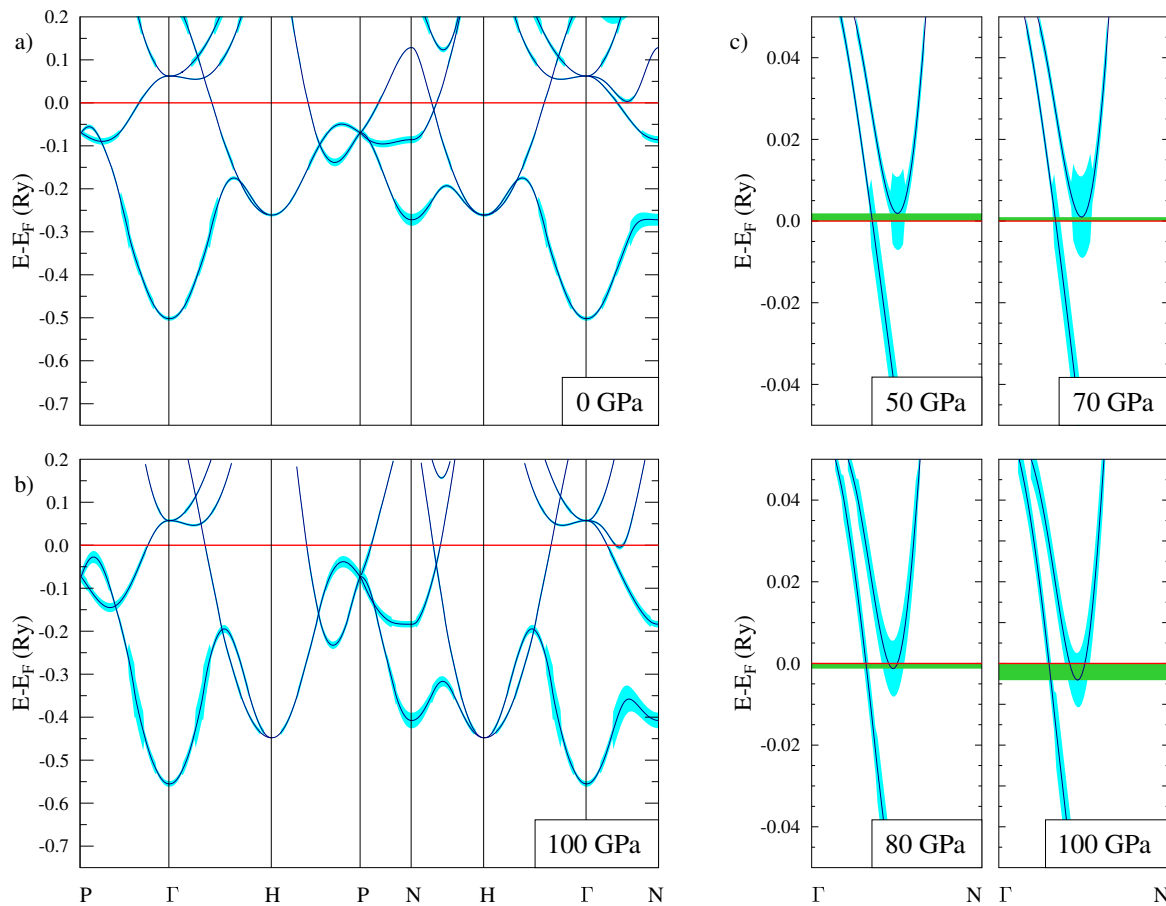 a)
E-E_F (Ry)
0.2
0.1
0.0
-0.1
-0.2
-0.3
-0.4
-0.5
-0.6
-0.7
0 GPa
b)
E-E_F (Ry)
0.2
0.1
0.0
-0.1
-0.2
-0.3
-0.4
-0.5
-0.6
-0.7
100 GPa
P Γ H P N H Γ N
c)
E-E_F (Ry)
0.04
0.02
0.0
-0.02
-0.04
50 GPa
70 GPa
E-E_F (Ry)
0.04
0.02
0.0
-0.02
-0.04
80 GPa
100 GPa
Γ N Γ N